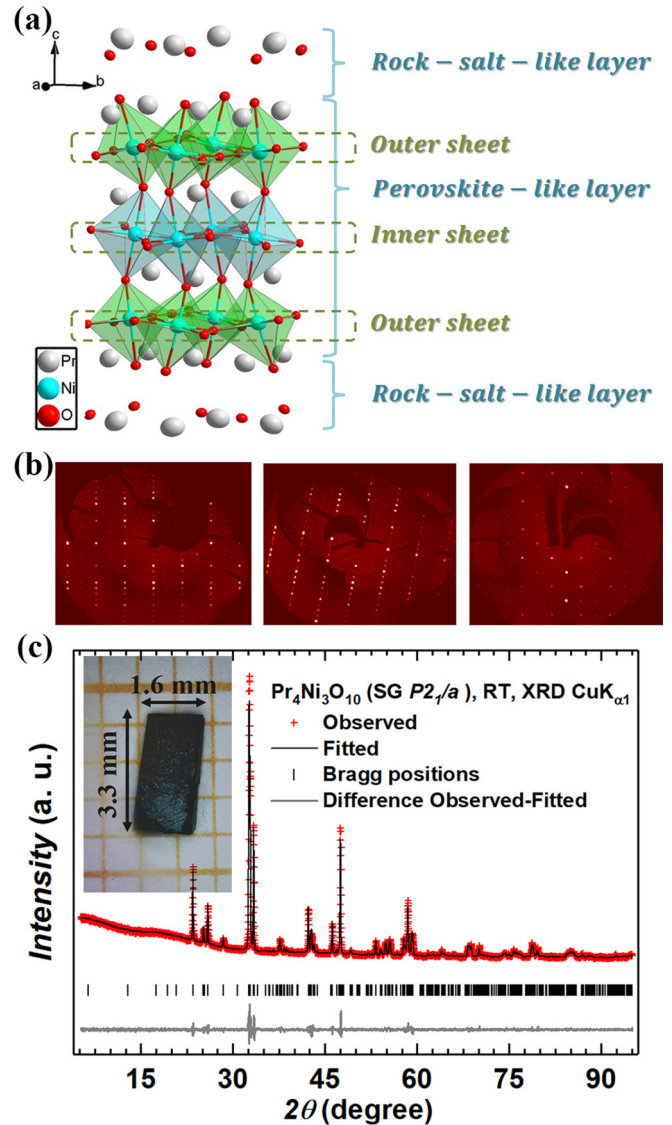 (a)
c
a
b
Rock – salt – like layer
Outer sheet
Perovskite – like layer
Inner sheet
Outer sheet
Rock – salt – like layer
Pr
Ni
O
(b)
(c)
1.6 mm
3.3 mm
Pr₄Ni₃O₁₀ (SG P2₁/a ), RT, XRD CuKα1
Observed
Fitted
Bragg positions
Difference Observed-Fitted
Intensity (a. u.)
15 30 45 60 75 90
2θ (degree)